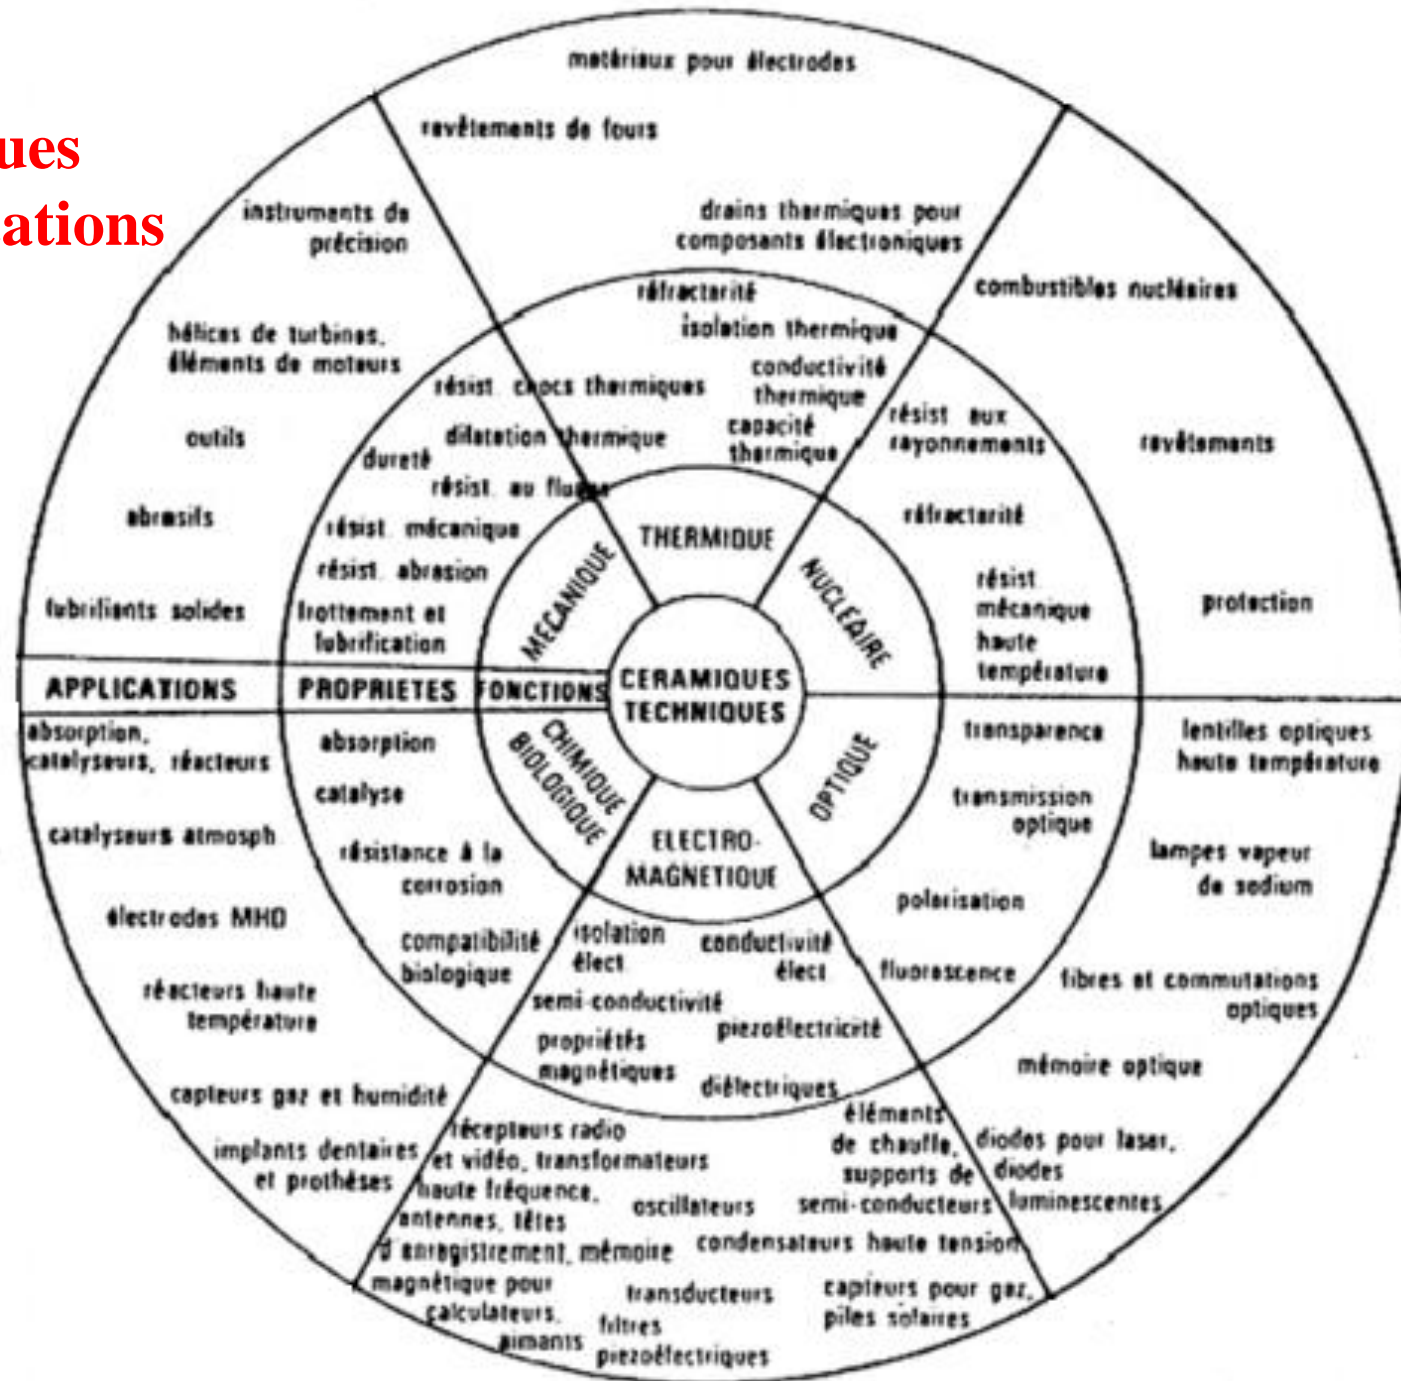 ues
ations
matériaux pour électrodes
revêtements de fours
drains thermiques pour
composants électroniques
réfractarité
isolation thermique
conductivité
thermique
capacité
thermique
résist. chocs thermiques
dilatation thermique
THERMIQUE
instruments de
précision
hélices de turbines,
éléments de moteurs
outils
abrasifs
lubrifiants solides
dureté
résist. au fluage
résist. mécanique
résist. abrasion
frottement et
lubrification
MECANIQUE
combustibles nucléaires
revêtements
protection
résist aux
rayonnements
réfractarité
résist.
mécanique
haute
température
NUCLEAIRE
APPLICATIONS
PROPRIETES
FONCTIONS
CERAMIQUES
TECHNIQUES
absorption,
catalyseurs, réacteurs
catalyseurs atmosph
électrodes MHD
réacteurs haute
température
capteurs gaz et humidité
implants dentaires
et prothèses
absorption
catalyse
résistance à la
corrosion
compatibilité
biologique
CHIMIQUE
BIOLOGIQUE
ELECTRO-
MAGNETIQUE
isolation
élect.
conductivité
élect
semi-conductivité
piezoélectricité
propriétés
magnétiques
diélectriques
récepteurs radio
et vidéo, transformateurs
haute fréquence,
antennes, têtes
d'enregistrement, mémoire
magnétique pour
calculateurs,
aimants
oscillateurs
éléments
de chauffe,
supports de
semi-conducteurs
condensateurs haute tension
transducteurs
filtres
piezoélectriques
capteurs pour gaz,
piles solaires
OPTIQUE
transparence
transmission
optique
polarisation
fluorescence
lentilles optiques
haute température
lampes vapeur
de sodium
fibres et commutations
optiques
mémoire optique
diodes pour laser,
diodes
luminescentes